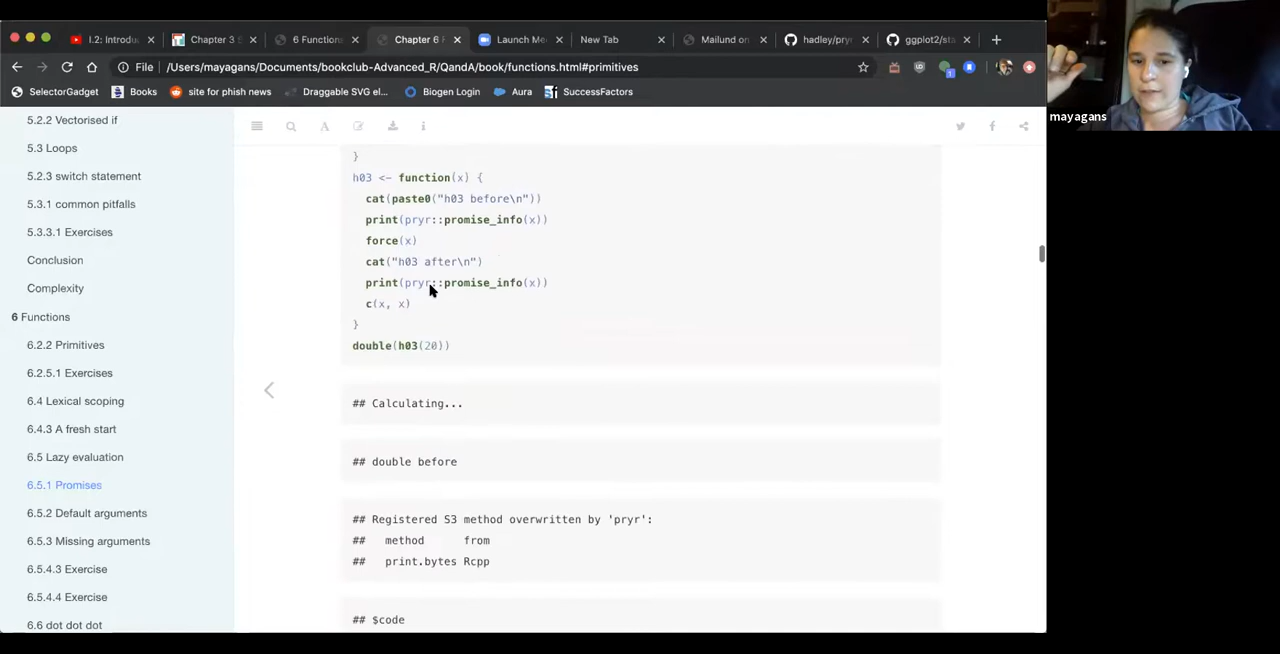 I.2: Introdu
Chapter 3 S
6 Functions
Chapter 6 F
Launch Me
New Tab
Mailund on
hadley/pry
ggplot2/sta
File
/Users/mayagans/Documents/bookclub-Advanced_R/QandA/book/functions.html#primitives
SelectorGadget
Books
site for phish news
Draggable SVG el...
Biogen Login
Aura
SuccessFactors
mayagans
5.2.2 Vectorised if
5.3 Loops
5.2.3 switch statement
5.3.1 common pitfalls
5.3.3.1 Exercises
Conclusion
Complexity
6 Functions
6.2.2 Primitives
6.2.5.1 Exercises
6.4 Lexical scoping
6.4.3 A fresh start
6.5 Lazy evaluation
6.5.1 Promises
6.5.2 Default arguments
6.5.3 Missing arguments
6.5.4.3 Exercise
6.5.4.4 Exercise
6.6 dot dot dot
}
h03 <- function(x) {
cat(paste0("h03 before\n"))
print(pryr::promise_info(x))
force(x)
cat("h03 after\n")
print(pryr::promise_info(x))
c(x, x)
}
double(h03(20))
## Calculating...
## double before
## Registered S3 method overwritten by 'pryr':
## method from
## print.bytes Rcpp
## $code